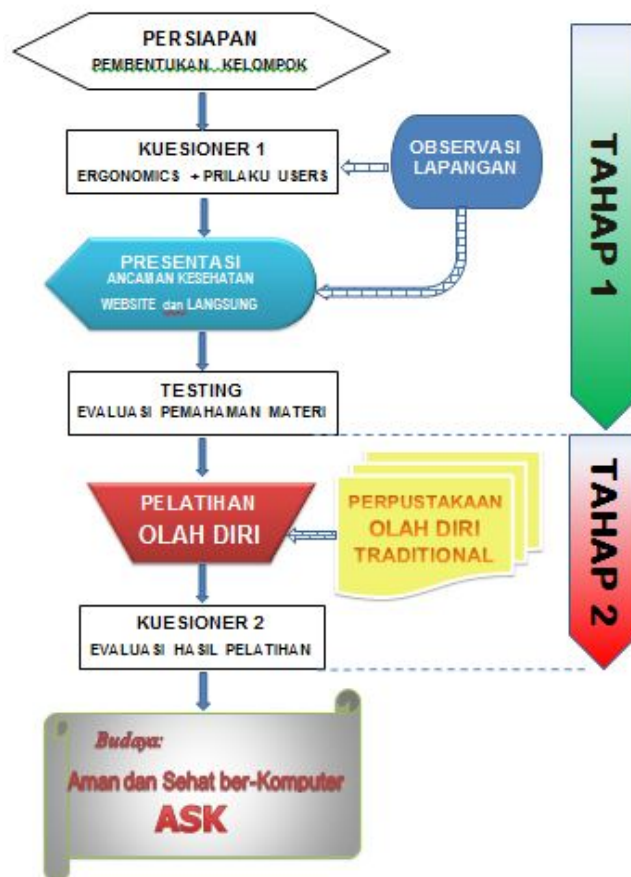 PERSIAPAN
PEMBENTUKAN KELOMPOK
KUESIONER 1
ERGONOMICS + PRILAKU USERS
OBSERVASI
LAPANGAN
PRESENTASI
ANCAMAN KESEHATAN
WEBSITE dan LANGSUNG
TESTING
EVALUASI PEMAHAMAN MATERI
TAHAP 1
PELATIHAN
OLAH DIRI
PERPUSTAKAAN
OLAH DIRI
TRADITIONAL
KUESIONER 2
EVALUASI HASIL PELATIHAN
TAHAP 2
Budaya:
Aman dan Sehat ber-Komputer
ASK